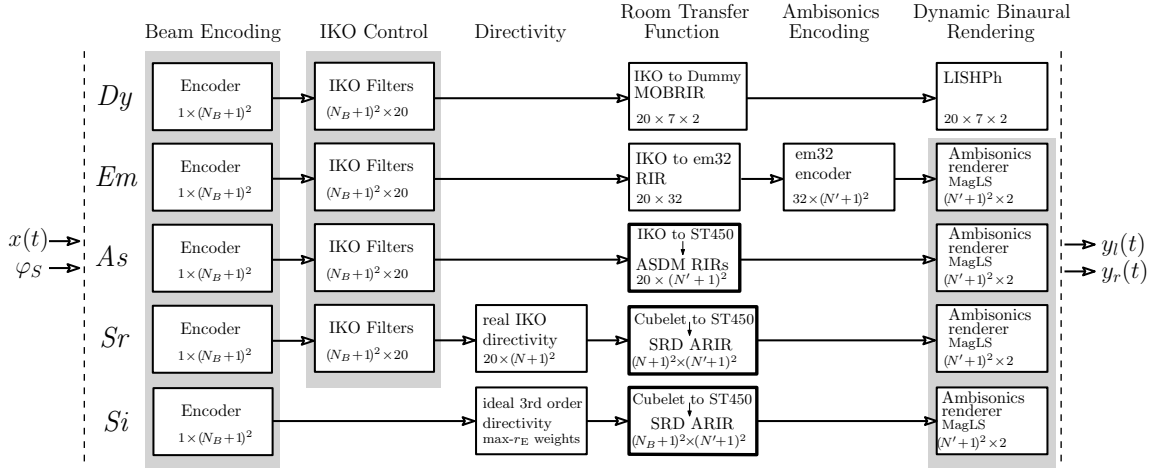 Beam Encoding
IKO Control
Directivity
Room Transfer
Function
Ambisonics
Encoding
Dynamic Binaural
Rendering
x(t)
φ_S
Dy
Encoder
1×(N_B+1)²
IKO Filters
(N_B+1)²×20
IKO to Dummy
MOBRIR
20 × 7 × 2
LISHPh
20 × 7 × 2
Em
Encoder
1×(N_B+1)²
IKO Filters
(N_B+1)²×20
IKO to em32
RIR
20 × 32
em32
encoder
32×(N′+1)²
Ambisonics
renderer
MagLS
(N′+1)²×2
As
Encoder
1×(N_B+1)²
IKO Filters
(N_B+1)²×20
IKO to ST450
ASDM RIRs
20 × (N′ + 1)²
Ambisonics
renderer
MagLS
(N′+1)²×2
Sr
Encoder
1×(N_B+1)²
IKO Filters
(N_B+1)²×20
real IKO
directivity
20×(N+1)²
Cubelet to ST450
SRD ARIR
(N+1)²×(N′+1)²
Ambisonics
renderer
MagLS
(N′+1)²×2
Si
Encoder
1×(N_B+1)²
ideal 3rd order
directivity
max-r_E weights
Cubelet to ST450
SRD ARIR
(N_B+1)²×(N′+1)²
Ambisonics
renderer
MagLS
(N′+1)²×2
y_l(t)
y_r(t)